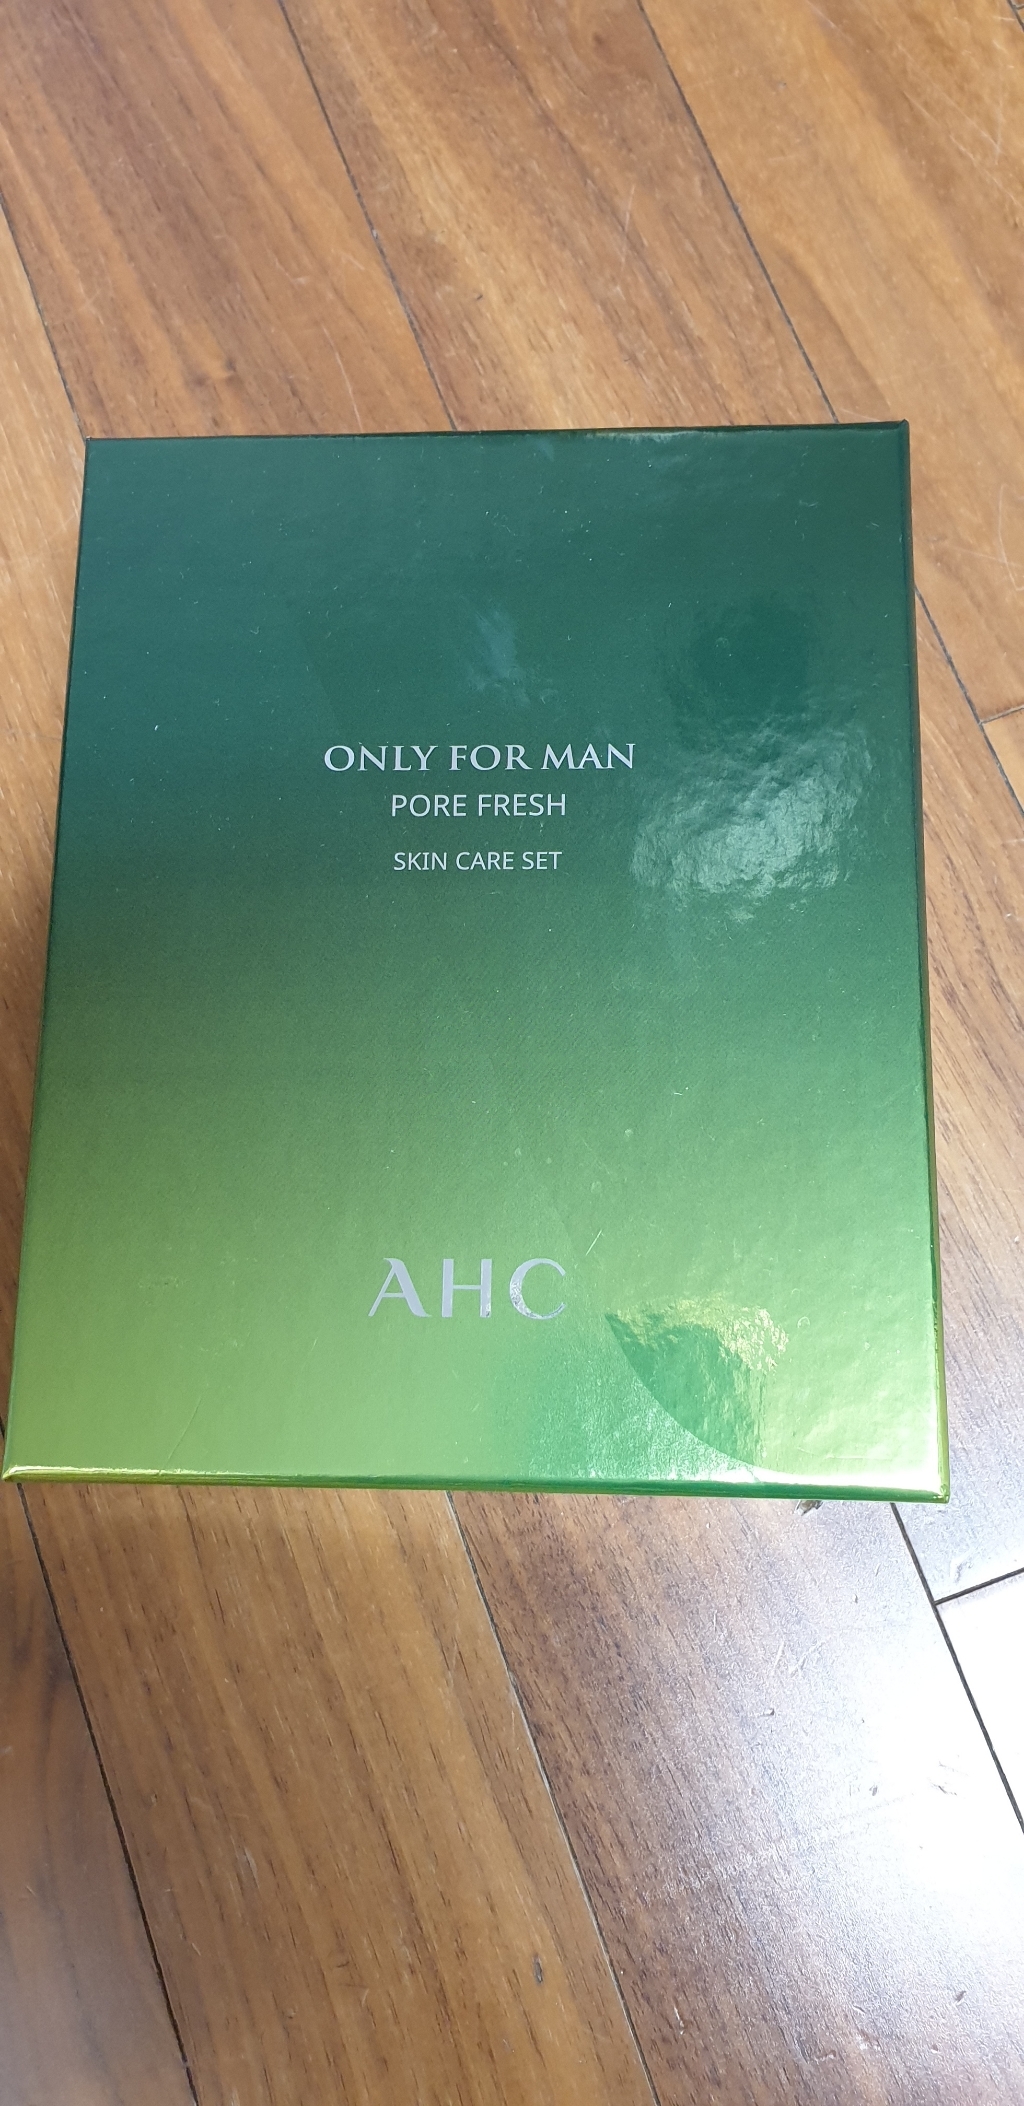 ONLY FOR MAN
PORE FRESH
SKIN CARE SET
AHC